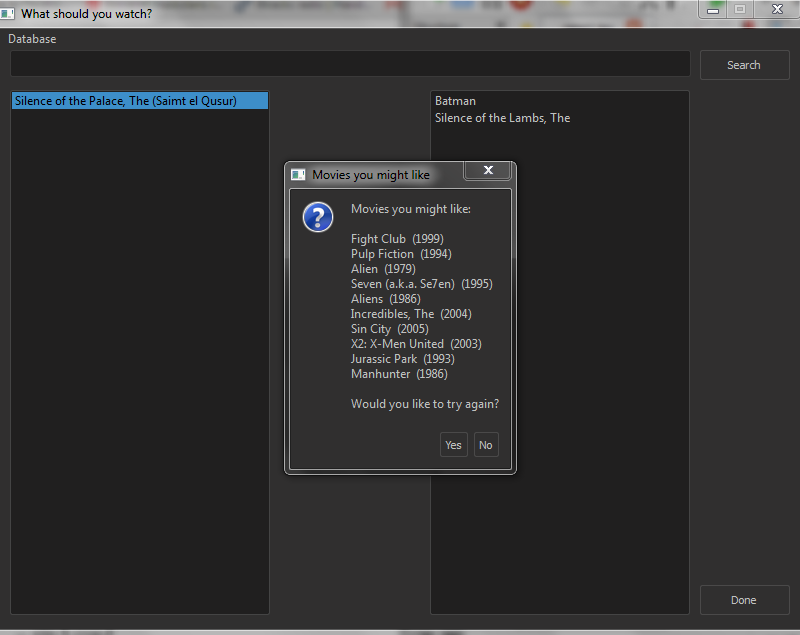 What should you watch?
Database
Search
Silence of the Palace, The (Saimt el Qusur)
Batman
Silence of the Lambs, The
Movies you might like
Movies you might like:
Fight Club (1999)
Pulp Fiction (1994)
Alien (1979)
Seven (a.k.a. Se7en) (1995)
Aliens (1986)
Incredibles, The (2004)
Sin City (2005)
X2: X-Men United (2003)
Jurassic Park (1993)
Manhunter (1986)
Would you like to try again?
Yes No
Done